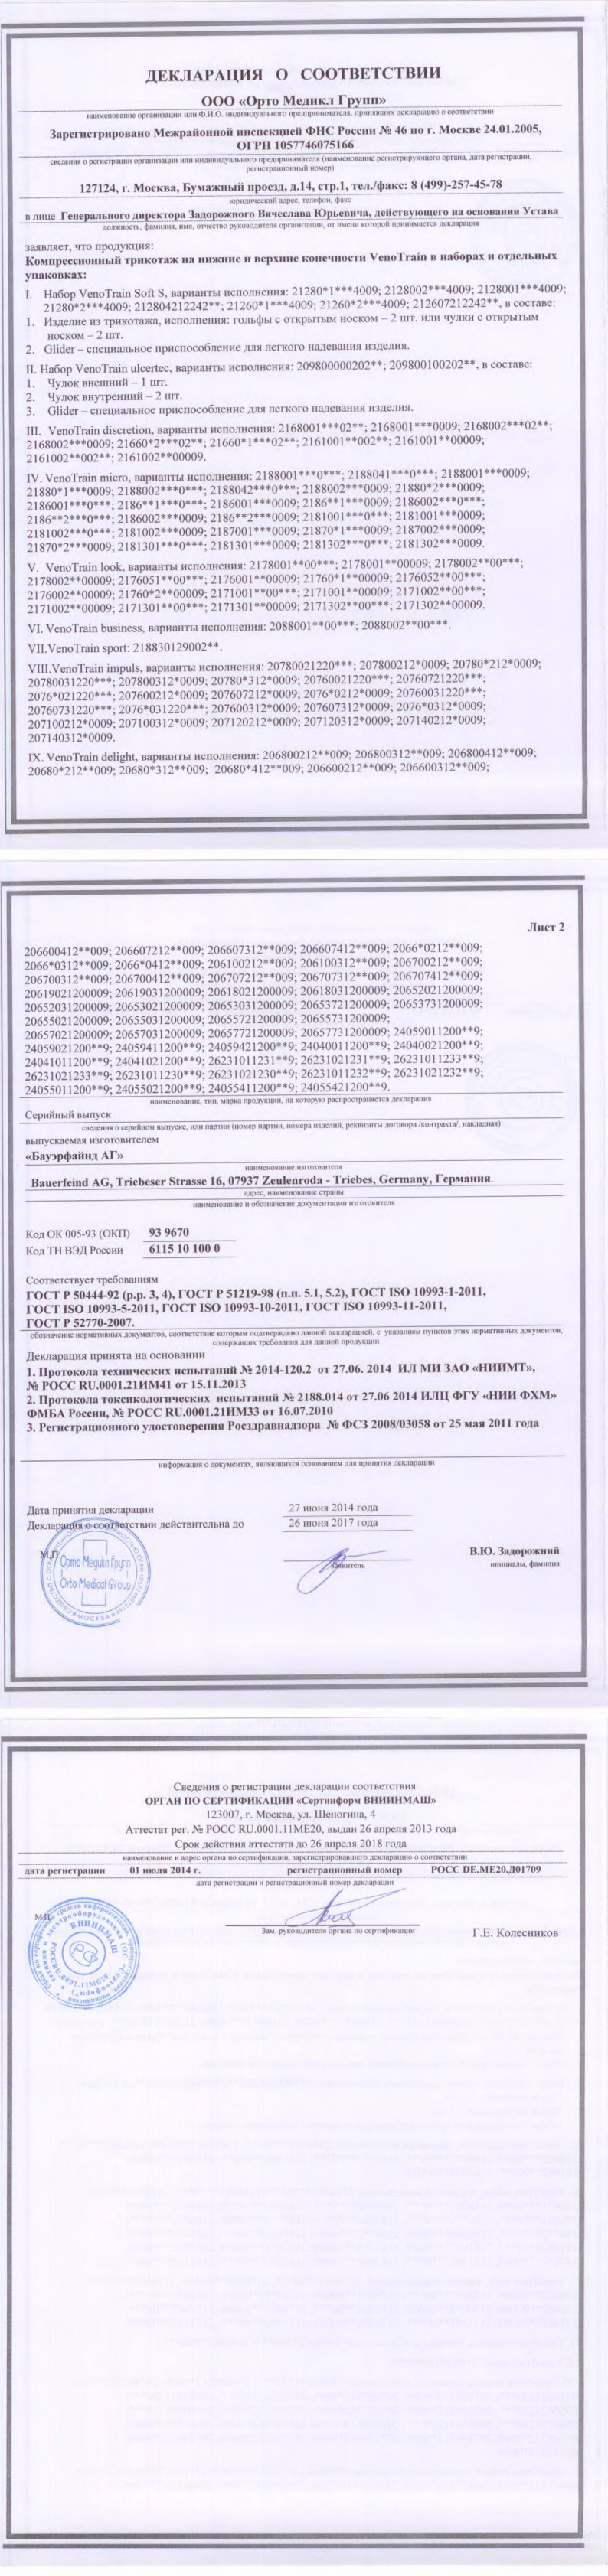 ДЕКЛАРАЦИЯ О СООТВЕТСТВИИ
ООО «Орто Медикл Групп»
наименование организации или Ф.И.О. индивидуального предпринимателя, принявших декларацию о соответствии
Зарегистрировано Межрайонной инспекцией ФНС России № 46 по г. Москве 24.01.2005,
ОГРН 1057746075166
сведения о регистрации организации или индивидуального предпринимателя (наименование регистрирующего органа, дата регистрации,
регистрационный номер)
127124, г. Москва, Бумажный проезд, д.14, стр.1, тел./факс: 8 (499)-257-45-78
юридический адрес, телефон, факс
в лице Генерального директора Задорожного Вячеслава Юрьевича, действующего на основании Устава
должность, фамилия, имя, отчество руководителя организации, от имени которой принимается декларация
заявляет, что продукция:
Компрессионный трикотаж на нижние и верхние конечности VenoTrain в наборах и отдельных
упаковках:
I. Набор VenoTrain Soft S, варианты исполнения: 21280*1***4009; 2128002***4009; 2128001***4009;
21280*2***4009; 212804212242**; 21260*1***4009; 21260*2***4009; 212607212242**, в составе:
1. Изделие из трикотажа, исполнения: гольфы с открытым носком – 2 шт. или чулки с открытым
носком – 2 шт.
2. Glider – специальное приспособление для легкого надевания изделия.
II. Набор VenoTrain ulcertec, варианты исполнения: 209800000202**; 209800100202**, в составе:
1. Чулок внешний – 1 шт.
2. Чулок внутренний – 2 шт.
3. Glider – специальное приспособление для легкого надевания изделия.
III. VenoTrain discretion, варианты исполнения: 2168001***02**; 2168001***0009; 2168002***02**;
2168002***0009; 21660*2***02**; 21660*1***02**; 2161001**002**; 2161001**00009;
2161002**002**; 2161002**00009.
IV. VenoTrain micro, варианты исполнения: 2188001***0***; 2188041***0***; 2188001***0009;
21880*1***0009; 2188002***0***; 2188042***0***; 2188002***0009; 21880*2***0009;
2186001***0***; 2186**1***0***; 2186001***0009; 2186**1***0009; 2186002***0***;
2186**2***0***; 2186002***0009; 2186**2***0009; 2181001***0***; 2181001***0009;
2181002***0***; 2181002***0009; 2187001***0009; 21870*1***0009; 2187002***0009;
21870*2***0009; 2181301***0***; 2181301***0009; 2181302***0***; 2181302***0009.
V. VenoTrain look, варианты исполнения: 2178001**00***; 2178001**00009; 2178002**00***;
2178002**00009; 2176051**00***; 2176001**00009; 21760*1**00009; 2176052**00***;
2176002**00009; 21760*2**00009; 2171001**00***; 2171001**00009; 2171002**00***;
2171002**00009; 2171301**00***; 2171301**00009; 2171302**00***; 2171302**00009.
VI. VenoTrain business, варианты исполнения: 2088001**00***; 2088002**00***.
VII.VenoTrain sport: 218830129002**.
VIII.VenoTrain impuls, варианты исполнения: 20780021220***; 207800212*0009; 20780*212*0009;
20780031220***; 207800312*0009; 20780*312*0009; 20760021220***; 20760721220***;
2076*021220***; 207600212*0009; 207607212*0009; 2076*0212*0009; 20760031220***;
20760731220***; 2076*031220***; 207600312*0009; 207607312*0009; 2076*0312*0009;
207100212*0009; 207100312*0009; 207120212*0009; 207120312*0009; 207140212*0009;
207140312*0009.
IX. VenoTrain delight, варианты исполнения: 206800212**009; 206800312**009; 206800412**009;
20680*212**009; 20680*312**009; 20680*412**009; 206600212**009; 206600312**009;
Лист 2
206600412**009; 206607212**009; 206607312**009; 206607412**009; 2066*0212**009;
2066*0312**009; 2066*0412**009; 206100212**009; 206100312**009; 206700212**009;
206700312**009; 206700412**009; 206707212**009; 206707312**009; 206707412**009;
20619021200009; 20619031200009; 20618021200009; 20618031200009; 20652021200009;
20652031200009; 20653021200009; 20653031200009; 20653721200009; 20653731200009;
20655021200009; 20655031200009; 20655721200009; 20655731200009;
20657021200009; 20657031200009; 20657721200009; 20657731200009; 24059011200**9;
24059021200**9; 24059411200**9; 24059421200**9; 24040011200**9; 24040021200**9;
24041011200**9; 24041021200**9; 26231011231**9; 26231021231**9; 26231011233**9;
26231021233**9; 26231011230**9; 26231021230**9; 26231011232**9; 26231021232**9;
24055011200**9; 24055021200**9; 24055411200**9; 24055421200**9.
наименование, тип, марка продукции, на которую распространяется декларация
Серийный выпуск
сведения о серийном выпуске, или партии (номер партии, номера изделий, реквизиты договора /контракта/, накладная)
выпускаемая изготовителем
«Бауэрфайнд АГ»
наименование изготовителя
Bauerfeind AG, Triebeser Strasse 16, 07937 Zeulenroda - Triebes, Germany, Германия.
адрес, наименование страны
наименование и обозначение документации изготовителя
Код ОК 005-93 (ОКП) 93 9670
Код ТН ВЭД России 6115 10 100 0
Соответствует требованиям
ГОСТ Р 50444-92 (р.р. 3, 4), ГОСТ Р 51219-98 (п.п. 5.1, 5.2), ГОСТ ISO 10993-1-2011,
ГОСТ ISO 10993-5-2011, ГОСТ ISO 10993-10-2011, ГОСТ ISO 10993-11-2011,
ГОСТ Р 52770-2007.
обозначение нормативных документов, соответствие которым подтверждено данной декларацией, с указанием пунктов этих нормативных документов,
содержащих требования для данной продукции
Декларация принята на основании
1. Протокола технических испытаний № 2014-120.2 от 27.06. 2014 ИЛ МИ ЗАО «НИИМТ»,
№ РОСС RU.0001.21ИМ41 от 15.11.2013
2. Протокола токсикологических испытаний № 2188.014 от 27.06 2014 ИЛЦ ФГУ «НИИ ФХМ»
ФМБА России, № РОСС RU.0001.21ИМ33 от 16.07.2010
3. Регистрационного удостоверения Росздравнадзора № ФСЗ 2008/03058 от 25 мая 2011 года
информация о документах, являющихся основанием для принятия декларации
Дата принятия декларации 27 июня 2014 года
Декларация о соответствии действительна до 26 июня 2017 года
М.П.
Орто Медикл Групп
Orto Medical Group
МОСКВА
В.Ю. Задорожний
инициалы, фамилия
Сведения о регистрации декларации соответствия
ОРГАН ПО СЕРТИФИКАЦИИ «Сертинформ ВНИИНМАШ»
123007, г. Москва, ул. Шеногина, 4
Аттестат рег. № РОСС RU.0001.11МЕ20, выдан 26 апреля 2013 года
Срок действия аттестата до 26 апреля 2018 года
наименование и адрес органа по сертификации, зарегистрировавшего декларацию о соответствии
дата регистрации 01 июля 2014 г. регистрационный номер РОСС DE.МЕ20.Д01709
дата регистрации и регистрационный номер декларации
М.П.
ВНИИНМАШ
РОСС RU.0001.11МЕ20
Зам. руководителя органа по сертификации
Г.Е. Колесников